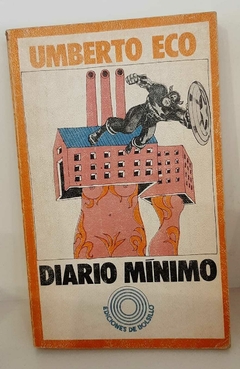 UMBERTO ECO
DIARIO MINIMO
EDICIONES DE BOLSILLO